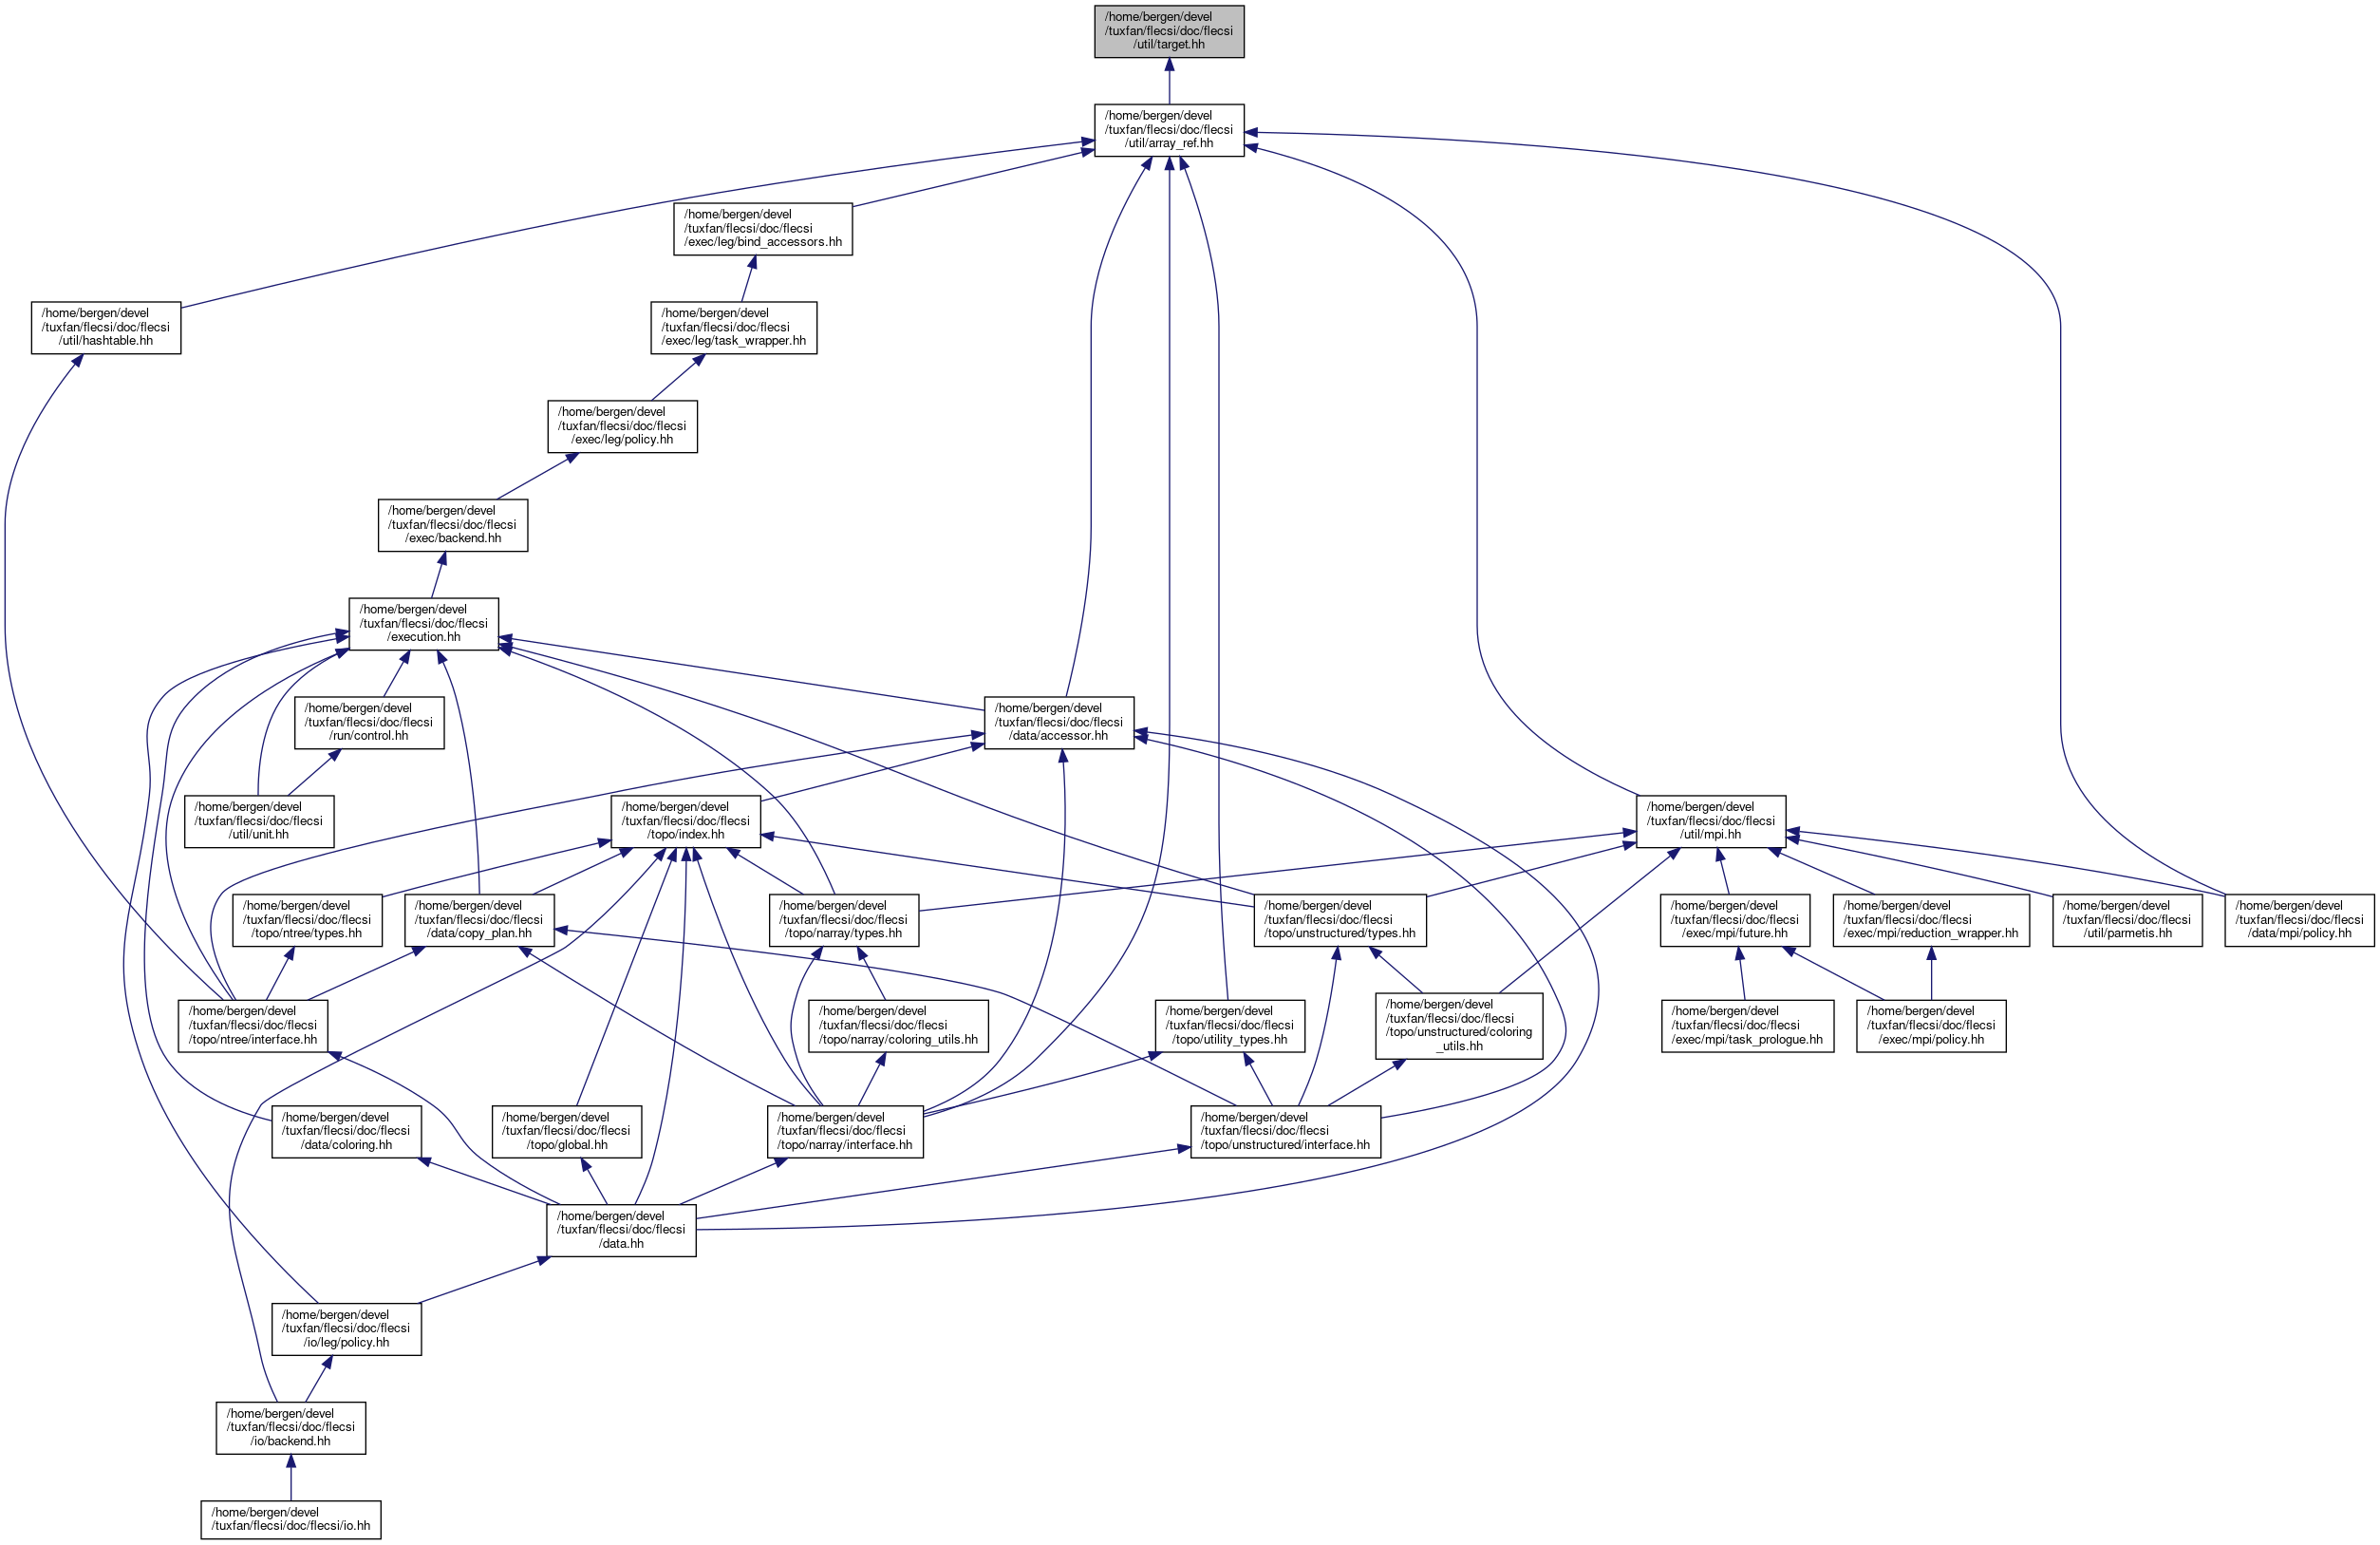 /home/bergen/devel
/tuxfan/flecsi/doc/flecsi
/util/target.hh
/home/bergen/devel
/tuxfan/flecsi/doc/flecsi
/util/array_ref.hh
/home/bergen/devel
/tuxfan/flecsi/doc/flecsi
/exec/leg/bind_accessors.hh
/home/bergen/devel
/tuxfan/flecsi/doc/flecsi
/util/hashtable.hh
/home/bergen/devel
/tuxfan/flecsi/doc/flecsi
/exec/leg/task_wrapper.hh
/home/bergen/devel
/tuxfan/flecsi/doc/flecsi
/exec/leg/policy.hh
/home/bergen/devel
/tuxfan/flecsi/doc/flecsi
/exec/backend.hh
/home/bergen/devel
/tuxfan/flecsi/doc/flecsi
/execution.hh
/home/bergen/devel
/tuxfan/flecsi/doc/flecsi
/run/control.hh
/home/bergen/devel
/tuxfan/flecsi/doc/flecsi
/data/accessor.hh
/home/bergen/devel
/tuxfan/flecsi/doc/flecsi
/util/unit.hh
/home/bergen/devel
/tuxfan/flecsi/doc/flecsi
/topo/index.hh
/home/bergen/devel
/tuxfan/flecsi/doc/flecsi
/util/mpi.hh
/home/bergen/devel
/tuxfan/flecsi/doc/flecsi
/topo/ntree/types.hh
/home/bergen/devel
/tuxfan/flecsi/doc/flecsi
/data/copy_plan.hh
/home/bergen/devel
/tuxfan/flecsi/doc/flecsi
/topo/narray/types.hh
/home/bergen/devel
/tuxfan/flecsi/doc/flecsi
/topo/unstructured/types.hh
/home/bergen/devel
/tuxfan/flecsi/doc/flecsi
/exec/mpi/future.hh
/home/bergen/devel
/tuxfan/flecsi/doc/flecsi
/exec/mpi/reduction_wrapper.hh
/home/bergen/devel
/tuxfan/flecsi/doc/flecsi
/util/parmetis.hh
/home/bergen/devel
/tuxfan/flecsi/doc/flecsi
/data/mpi/policy.hh
/home/bergen/devel
/tuxfan/flecsi/doc/flecsi
/topo/ntree/interface.hh
/home/bergen/devel
/tuxfan/flecsi/doc/flecsi
/topo/narray/coloring_utils.hh
/home/bergen/devel
/tuxfan/flecsi/doc/flecsi
/topo/utility_types.hh
/home/bergen/devel
/tuxfan/flecsi/doc/flecsi
/topo/unstructured/coloring
_utils.hh
/home/bergen/devel
/tuxfan/flecsi/doc/flecsi
/exec/mpi/task_prologue.hh
/home/bergen/devel
/tuxfan/flecsi/doc/flecsi
/exec/mpi/policy.hh
/home/bergen/devel
/tuxfan/flecsi/doc/flecsi
/data/coloring.hh
/home/bergen/devel
/tuxfan/flecsi/doc/flecsi
/topo/global.hh
/home/bergen/devel
/tuxfan/flecsi/doc/flecsi
/topo/narray/interface.hh
/home/bergen/devel
/tuxfan/flecsi/doc/flecsi
/topo/unstructured/interface.hh
/home/bergen/devel
/tuxfan/flecsi/doc/flecsi
/data.hh
/home/bergen/devel
/tuxfan/flecsi/doc/flecsi
/io/leg/policy.hh
/home/bergen/devel
/tuxfan/flecsi/doc/flecsi
/io/backend.hh
/home/bergen/devel
/tuxfan/flecsi/doc/flecsi/io.hh